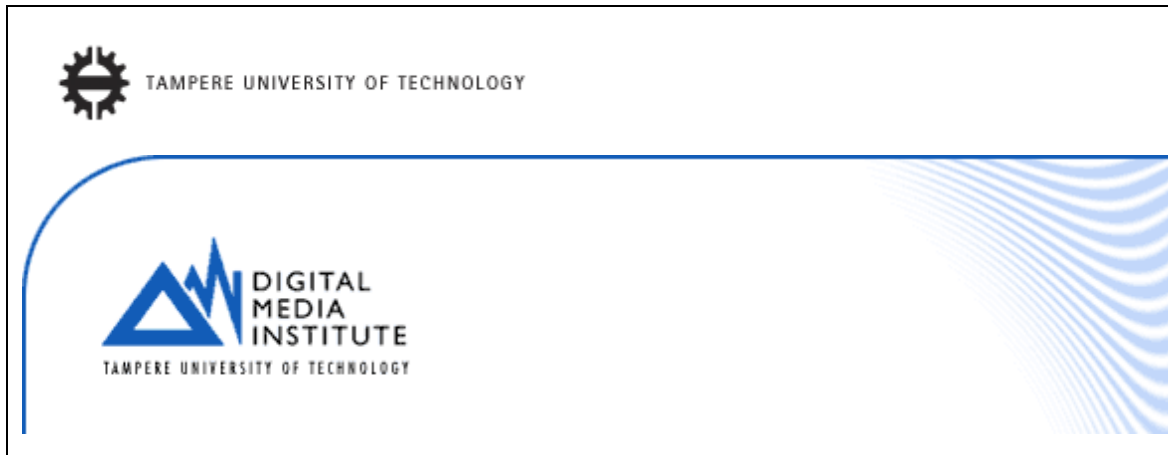 TAMPERE UNIVERSITY OF TECHNOLOGY
DIGITAL
MEDIA
INSTITUTE
TAMPERE UNIVERSITY OF TECHNOLOGY